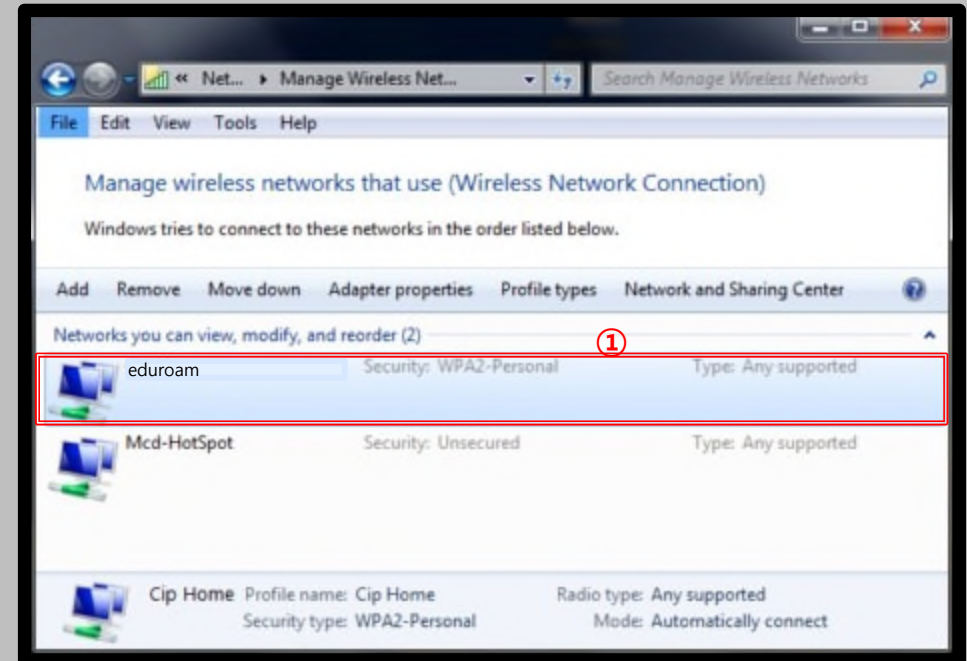 « Net... ▸ Manage Wireless Net... Search Manage Wireless Networks
File Edit View Tools Help
Manage wireless networks that use (Wireless Network Connection)
Windows tries to connect to these networks in the order listed below.
Add Remove Move down Adapter properties Profile types Network and Sharing Center
Networks you can view, modify, and reorder (2)
①
eduroam Security: WPA2-Personal Type: Any supported
Mcd-HotSpot Security: Unsecured Type: Any supported
Cip Home Profile name: Cip Home Radio type: Any supported
Security type: WPA2-Personal Mode: Automatically connect